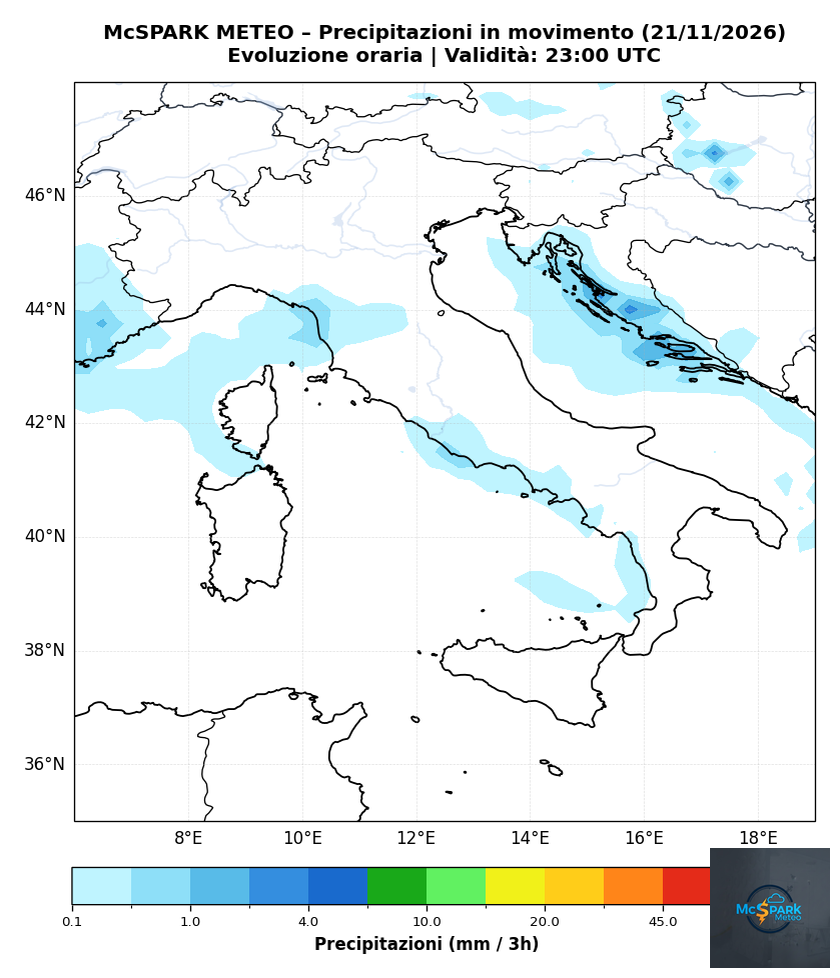 McSPARK METEO – Precipitazioni in movimento (21/11/2026)
Evoluzione oraria | Validità: 23:00 UTC
46°N
44°N
42°N
40°N
38°N
36°N
8°E 10°E 12°E 14°E 16°E 18°E
0.1 1.0 4.0 10.0 20.0 45.0
Precipitazioni (mm / 3h)
McSPARK
Meteo